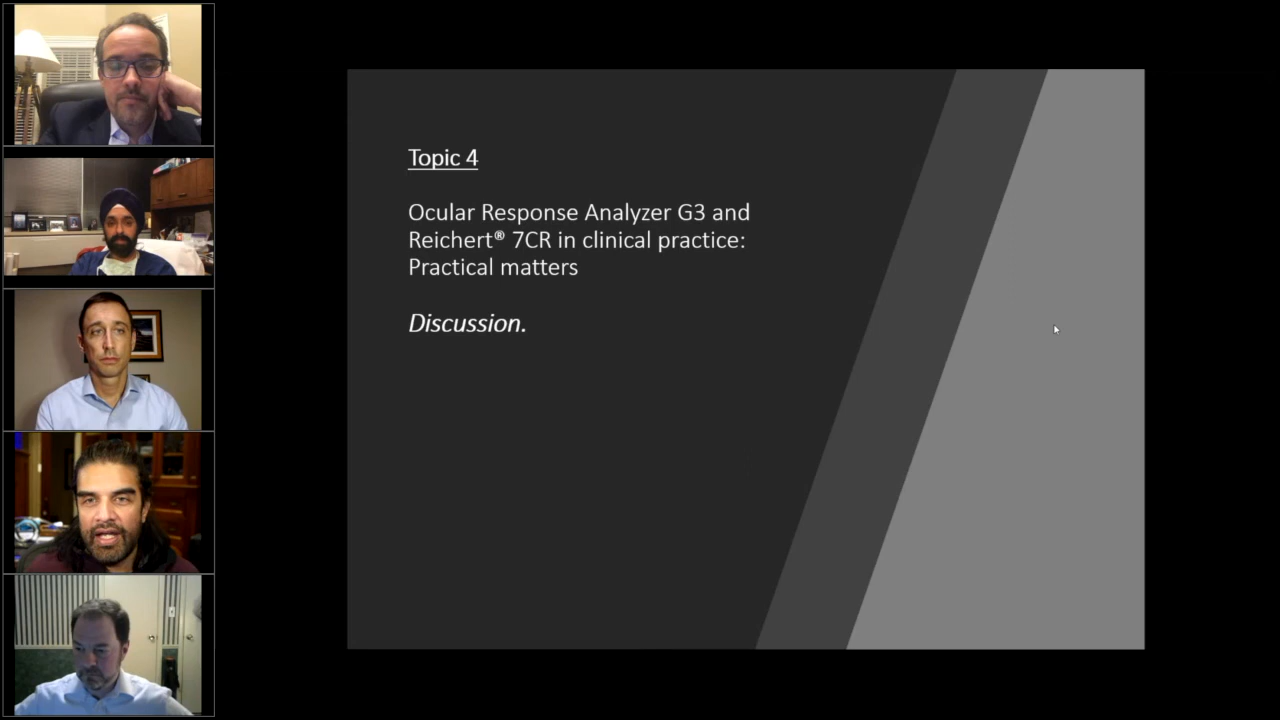 Topic 4
Ocular Response Analyzer G3 and
Reichert® 7CR in clinical practice:
Practical matters
Discussion.